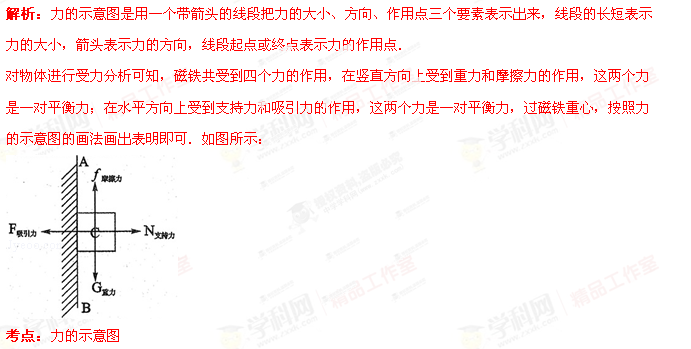 解析：力的示意图是用一个带箭头的线段把力的大小、方向、作用点三个要素表示出来，线段的长短表示
力的大小，箭头表示力的方向，线段起点或终点表示力的作用点．
对物体进行受力分析可知，磁铁共受到四个力的作用，在竖直方向上受到重力和摩擦力的作用，这两个力
是一对平衡力；在水平方向上受到支持力和吸引力的作用，这两个力是一对平衡力，过磁铁重心，按照力
的示意图的画法画出表明即可．如图所示：
A
f摩擦力
F吸引力
C
N支持力
G重力
B
考点：力的示意图
学科网 精品工作室